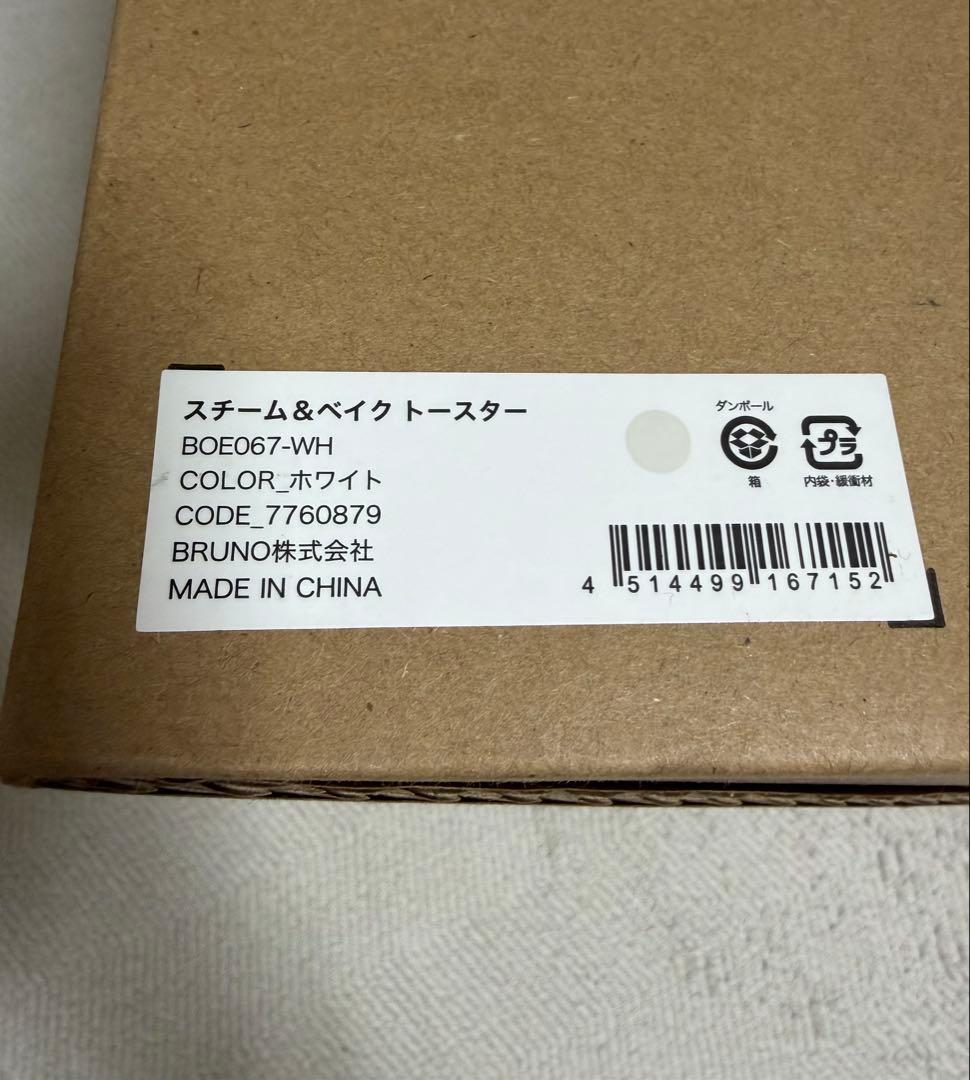 スチーム&ベイク トースター
BOE067-WH
COLOR_ホワイト
CODE_7760879
BRUNO株式会社
MADE IN CHINA
ダンボール
箱
プラ
内袋・緩衝材
4 514499 167152